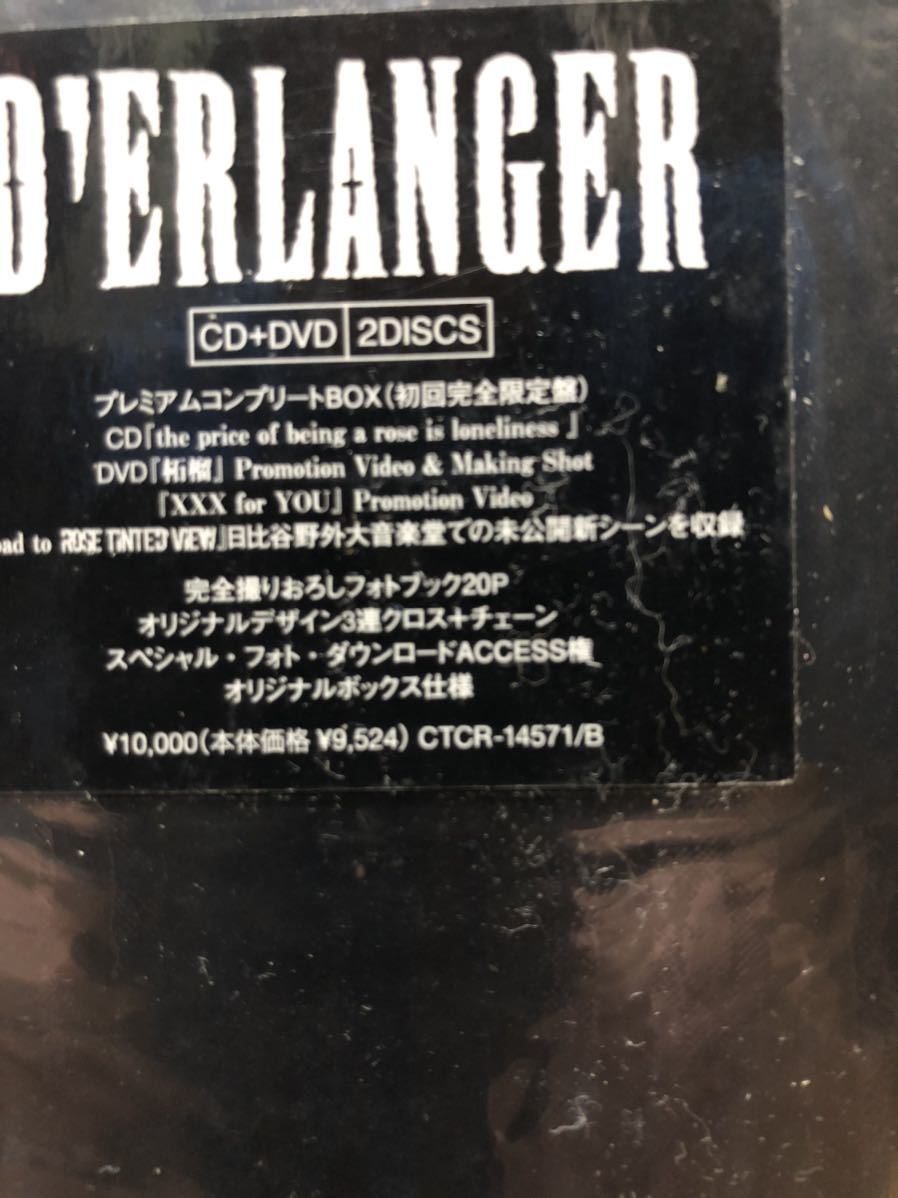 D'ERLANGER
CD+DVD 2DISCS
プレミアムコンプリートBOX(初回完全限定盤)
CD『the price of being a rose is loneliness』
DVD『柘榴』Promotion Video & Making Shot
『XXX for YOU』Promotion Video
to ROSE TINTED VIEW』日比谷野外大音楽堂での未公開新シーンを収録
完全撮りおろしフォトブック20P
オリジナルデザイン3連クロス+チェーン
スペシャル・フォト・ダウンロードACCESS権
オリジナルボックス仕様
¥10,000(本体価格 ¥9,524) CTCR-14571/B